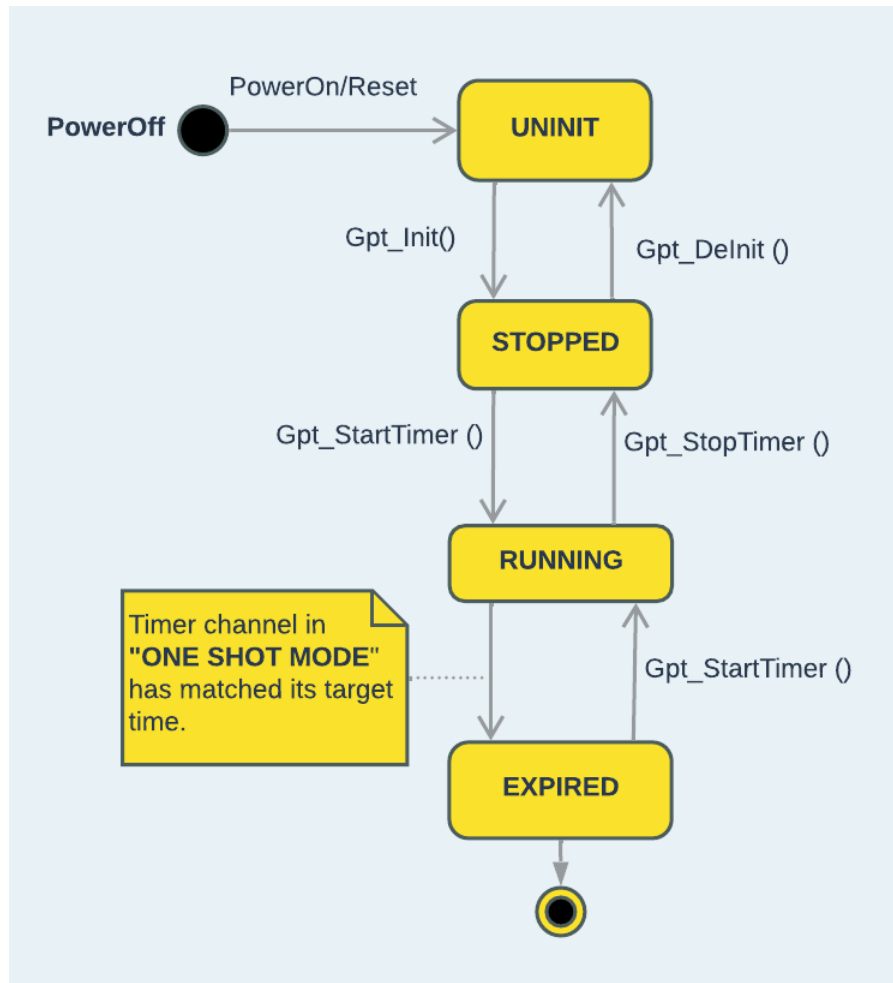 PowerOn/Reset
PowerOff
UNINIT
Gpt_Init()
Gpt_DeInit ()
STOPPED
Gpt_StartTimer ()
Gpt_StopTimer ()
RUNNING
Timer channel in
"ONE SHOT MODE"
has matched its target
time.
Gpt_StartTimer ()
EXPIRED